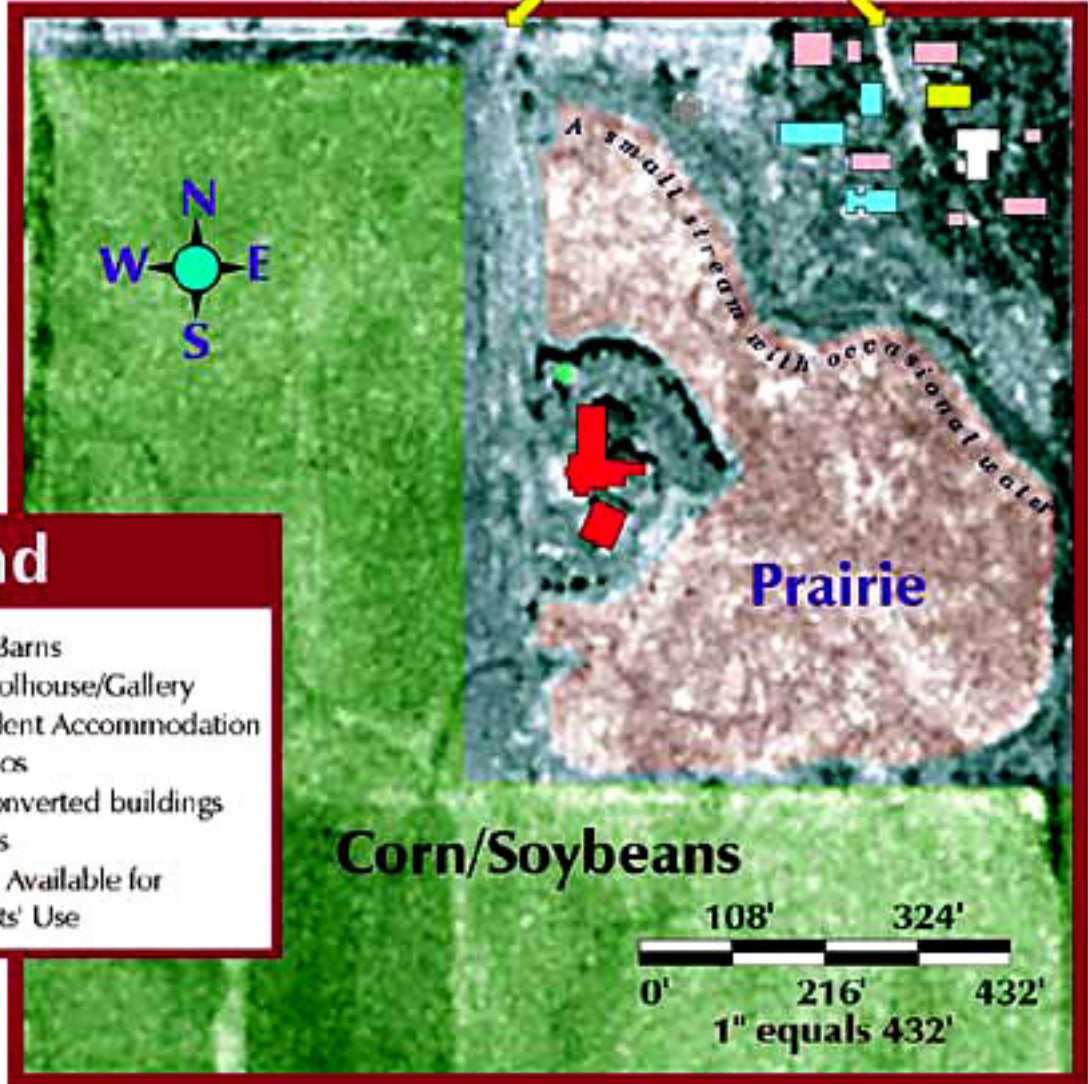 A small stream with occasional water
N
W E
S
Prairie
nd
Barns
olhouse/Gallery
lent Accommodation
os
onverted buildings
s
Available for
ts' Use
Corn/Soybeans
108' 324'
0' 216' 432'
1" equals 432'